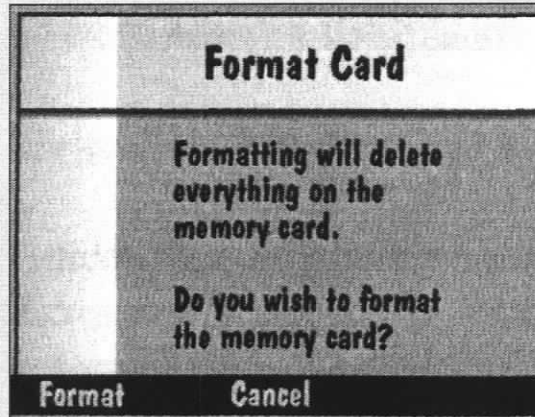 Format Card
Formatting will delete
everything on the
memory card.
Do you wish to format
the memory card?
Format Cancel